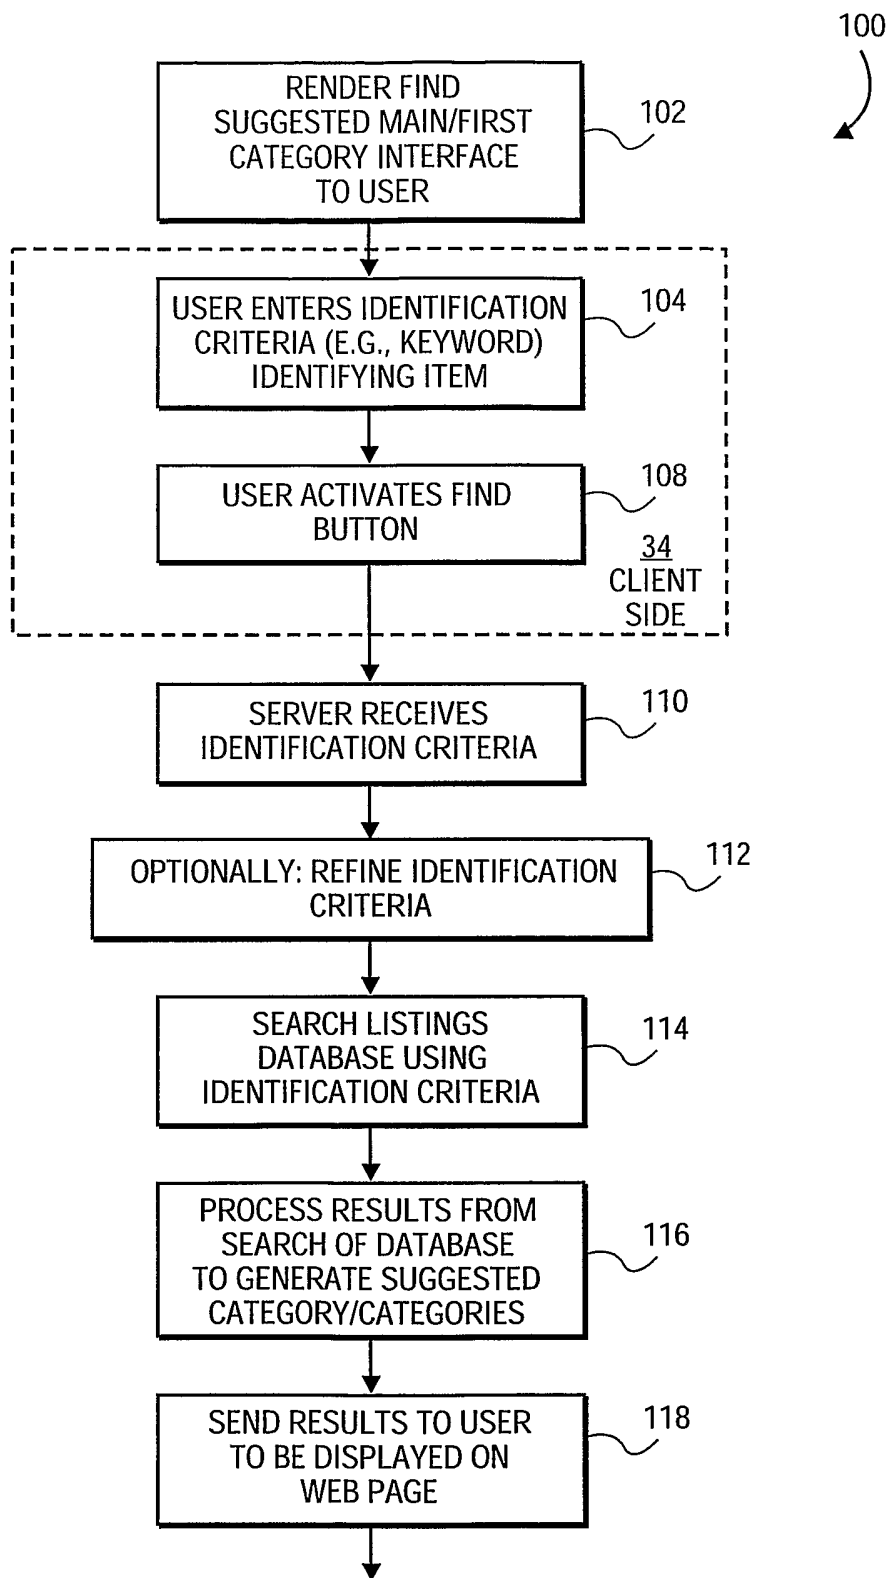 100
RENDER FIND
SUGGESTED MAIN/FIRST
CATEGORY INTERFACE
TO USER
102
USER ENTERS IDENTIFICATION
CRITERIA (E.G., KEYWORD)
IDENTIFYING ITEM
104
USER ACTIVATES FIND
BUTTON
108
34
CLIENT
SIDE
SERVER RECEIVES
IDENTIFICATION CRITERIA
110
OPTIONALLY: REFINE IDENTIFICATION
CRITERIA
112
SEARCH LISTINGS
DATABASE USING
IDENTIFICATION CRITERIA
114
PROCESS RESULTS FROM
SEARCH OF DATABASE
TO GENERATE SUGGESTED
CATEGORY/CATEGORIES
116
SEND RESULTS TO USER
TO BE DISPLAYED ON
WEB PAGE
118